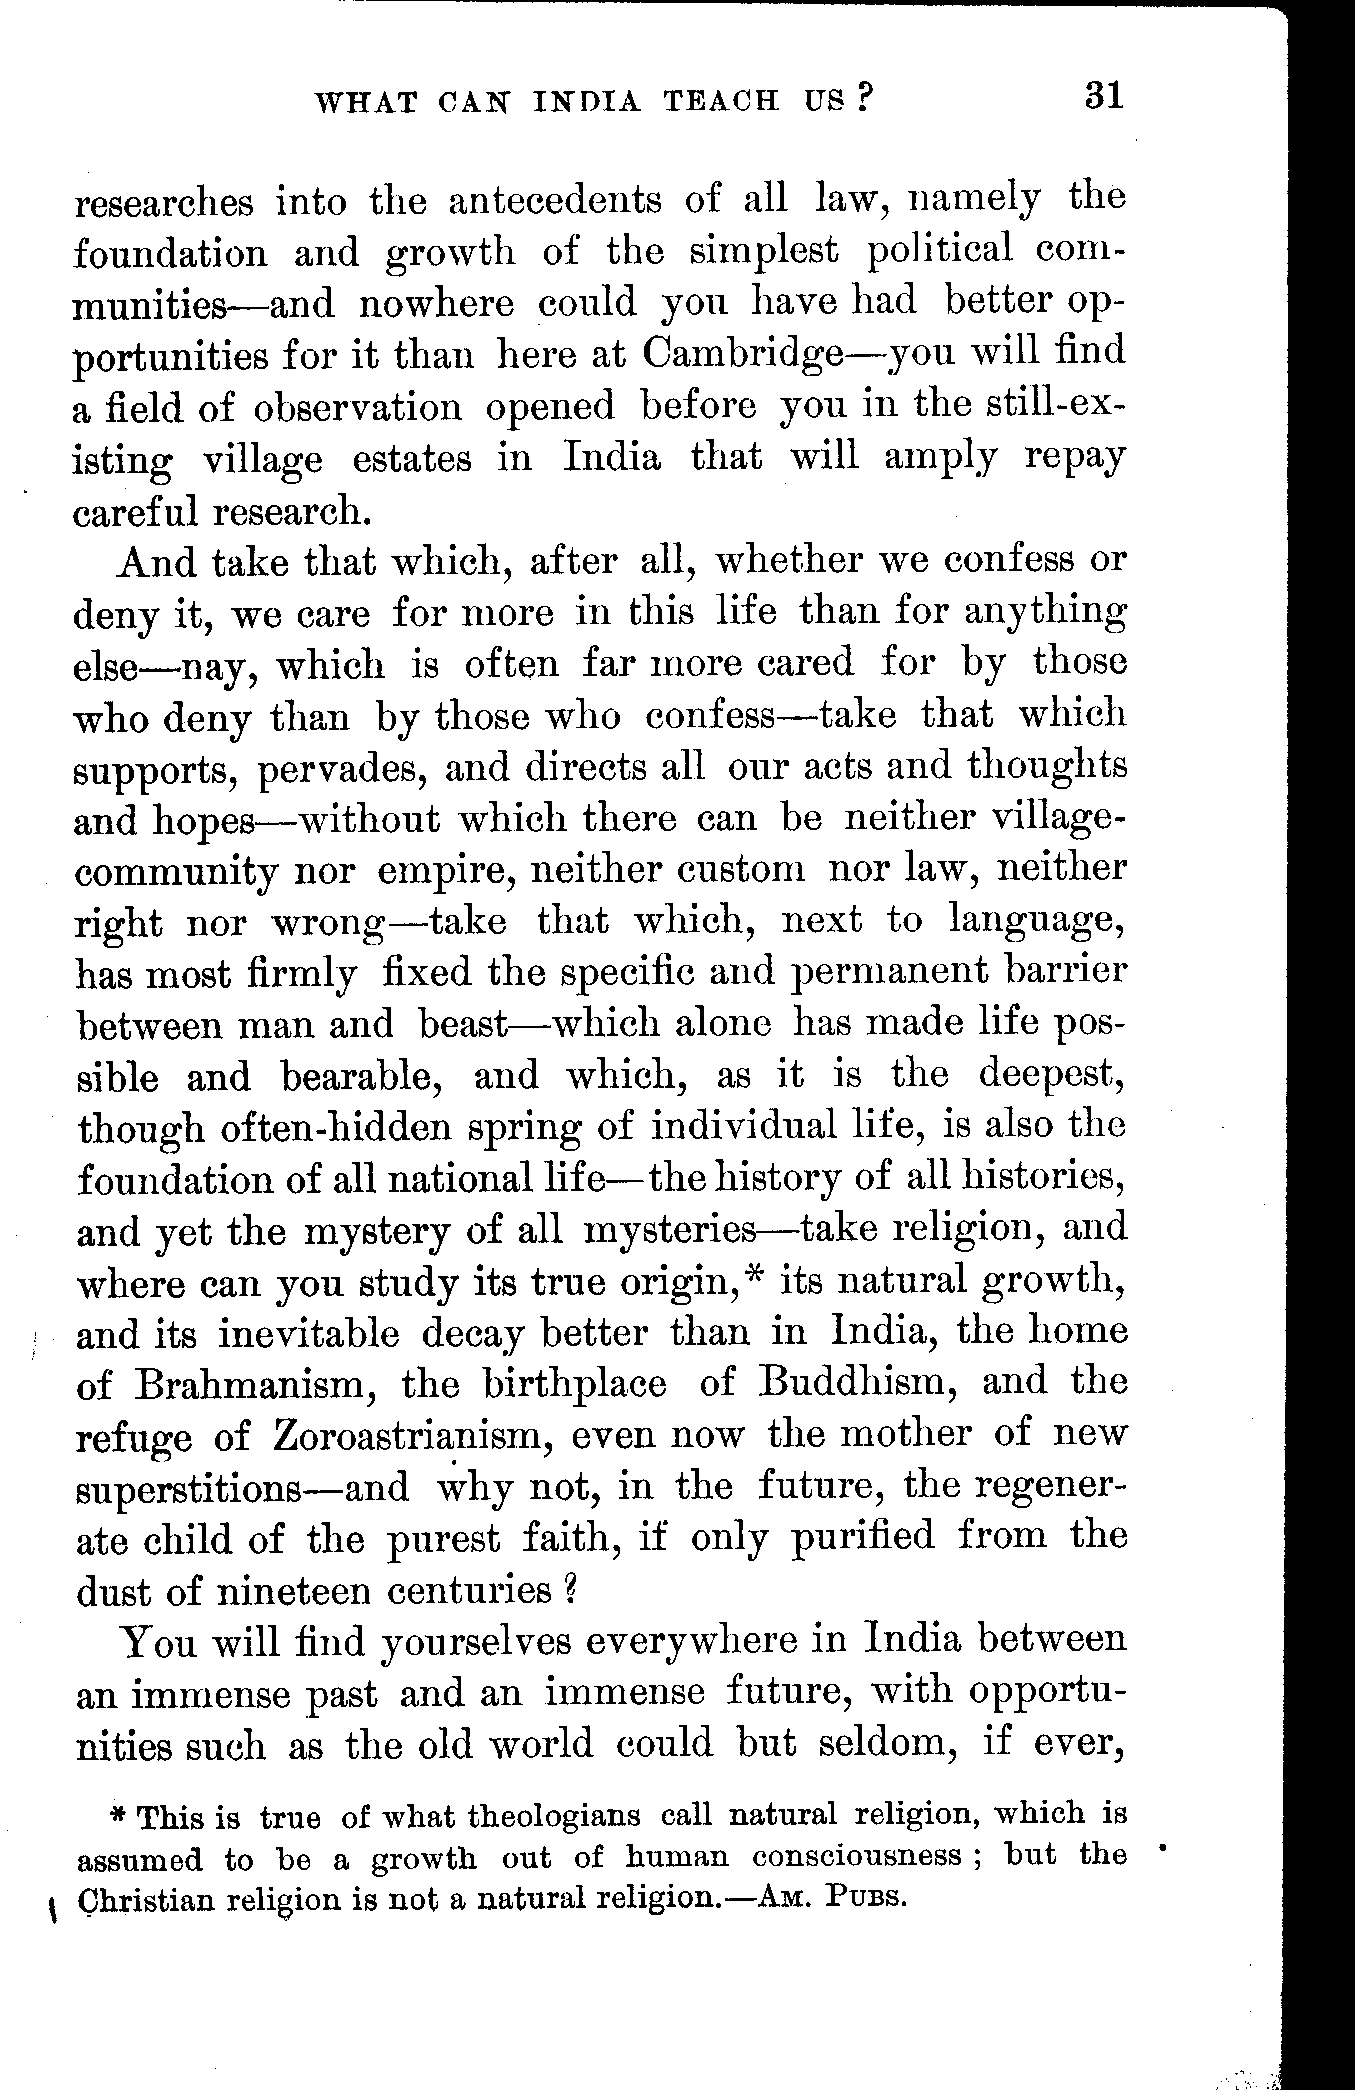 WHAT CAN INDIA TEACH US ? 31
researches into the antecedents of all law, namely the
foundation and growth of the simplest political com-
munities—and nowhere could you have had better op-
portunities for it than here at Cambridge—you will find
a field of observation opened before you in the still-ex-
isting village estates in India that will amply repay
careful research.
And take that which, after all, whether we confess or
deny it, we care for more in this life than for anything
else—nay, which is often far more cared for by those
who deny than by those who confess—take that which
supports, pervades, and directs all our acts and thoughts
and hopes—without which there can be neither village-
community nor empire, neither custom nor law, neither
right nor wrong—take that which, next to language,
has most firmly fixed the specific and permanent barrier
between man and beast—which alone has made life pos-
sible and bearable, and which, as it is the deepest,
though often-hidden spring of individual life, is also the
foundation of all national life—the history of all histories,
and yet the mystery of all mysteries—take religion, and
where can you study its true origin,* its natural growth,
and its inevitable decay better than in India, the home
of Brahmanism, the birthplace of Buddhism, and the
refuge of Zoroastrianism, even now the mother of new
superstitions—and why not, in the future, the regener-
ate child of the purest faith, if only purified from the
dust of nineteen centuries ?
You will find yourselves everywhere in India between
an immense past and an immense future, with opportu-
nities such as the old world could but seldom, if ever,
* This is true of what theologians call natural religion, which is
assumed to be a growth out of human consciousness ; but the
Christian religion is not a natural religion.—AM. PUBS.